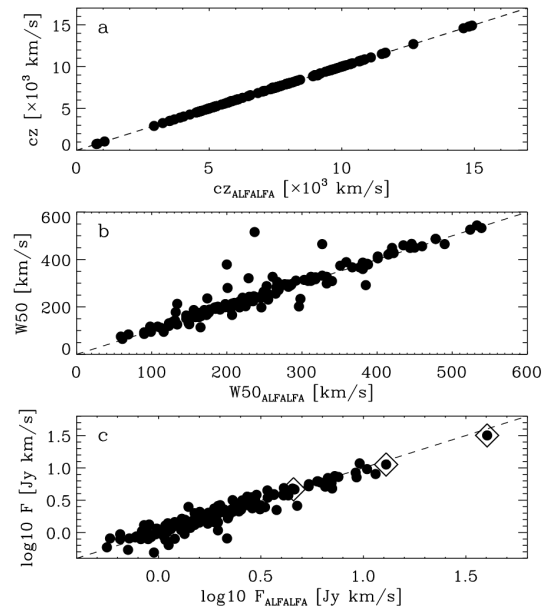 a
15
10
5
0
cz [×10³ km/s]
0 5 10 15
cz_ALFALFA [×10³ km/s]
b
600
400
200
0
W50 [km/s]
100 200 300 400 500 600
W50_ALFALFA [km/s]
c
1.5
1.0
0.5
0.0
log10 F [Jy km/s]
0.0 0.5 1.0 1.5
log10 F_ALFALFA [Jy km/s]